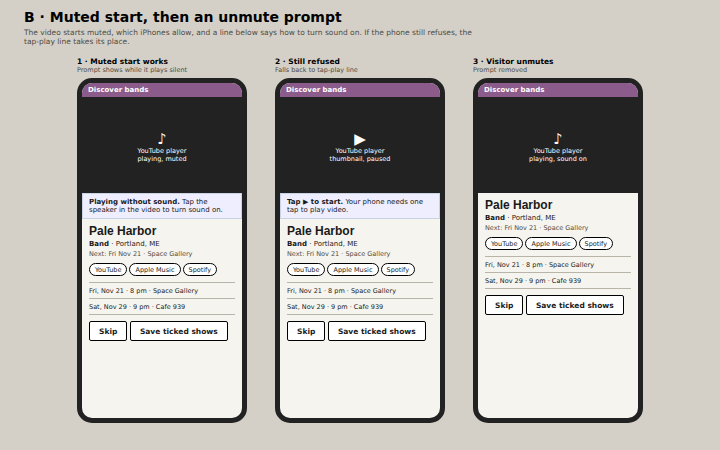 B · Muted start, then an unmute prompt
The video starts muted, which iPhones allow, and a line below says how to turn sound on. If the phone still refuses, the
tap-play line takes its place.
1 · Muted start works
Prompt shows while it plays silent
Discover bands
♪
YouTube player
playing, muted
Playing without sound. Tap the
speaker in the video to turn sound on.
Pale Harbor
Band · Portland, ME
Next: Fri Nov 21 · Space Gallery
YouTube Apple Music Spotify
Fri, Nov 21 · 8 pm · Space Gallery
Sat, Nov 29 · 9 pm · Cafe 939
Skip Save ticked shows
2 · Still refused
Falls back to tap-play line
Discover bands
▶
YouTube player
thumbnail, paused
Tap ▶ to start. Your phone needs one
tap to play video.
Pale Harbor
Band · Portland, ME
Next: Fri Nov 21 · Space Gallery
YouTube Apple Music Spotify
Fri, Nov 21 · 8 pm · Space Gallery
Sat, Nov 29 · 9 pm · Cafe 939
Skip Save ticked shows
3 · Visitor unmutes
Prompt removed
Discover bands
♪
YouTube player
playing, sound on
Pale Harbor
Band · Portland, ME
Next: Fri Nov 21 · Space Gallery
YouTube Apple Music Spotify
Fri, Nov 21 · 8 pm · Space Gallery
Sat, Nov 29 · 9 pm · Cafe 939
Skip Save ticked shows